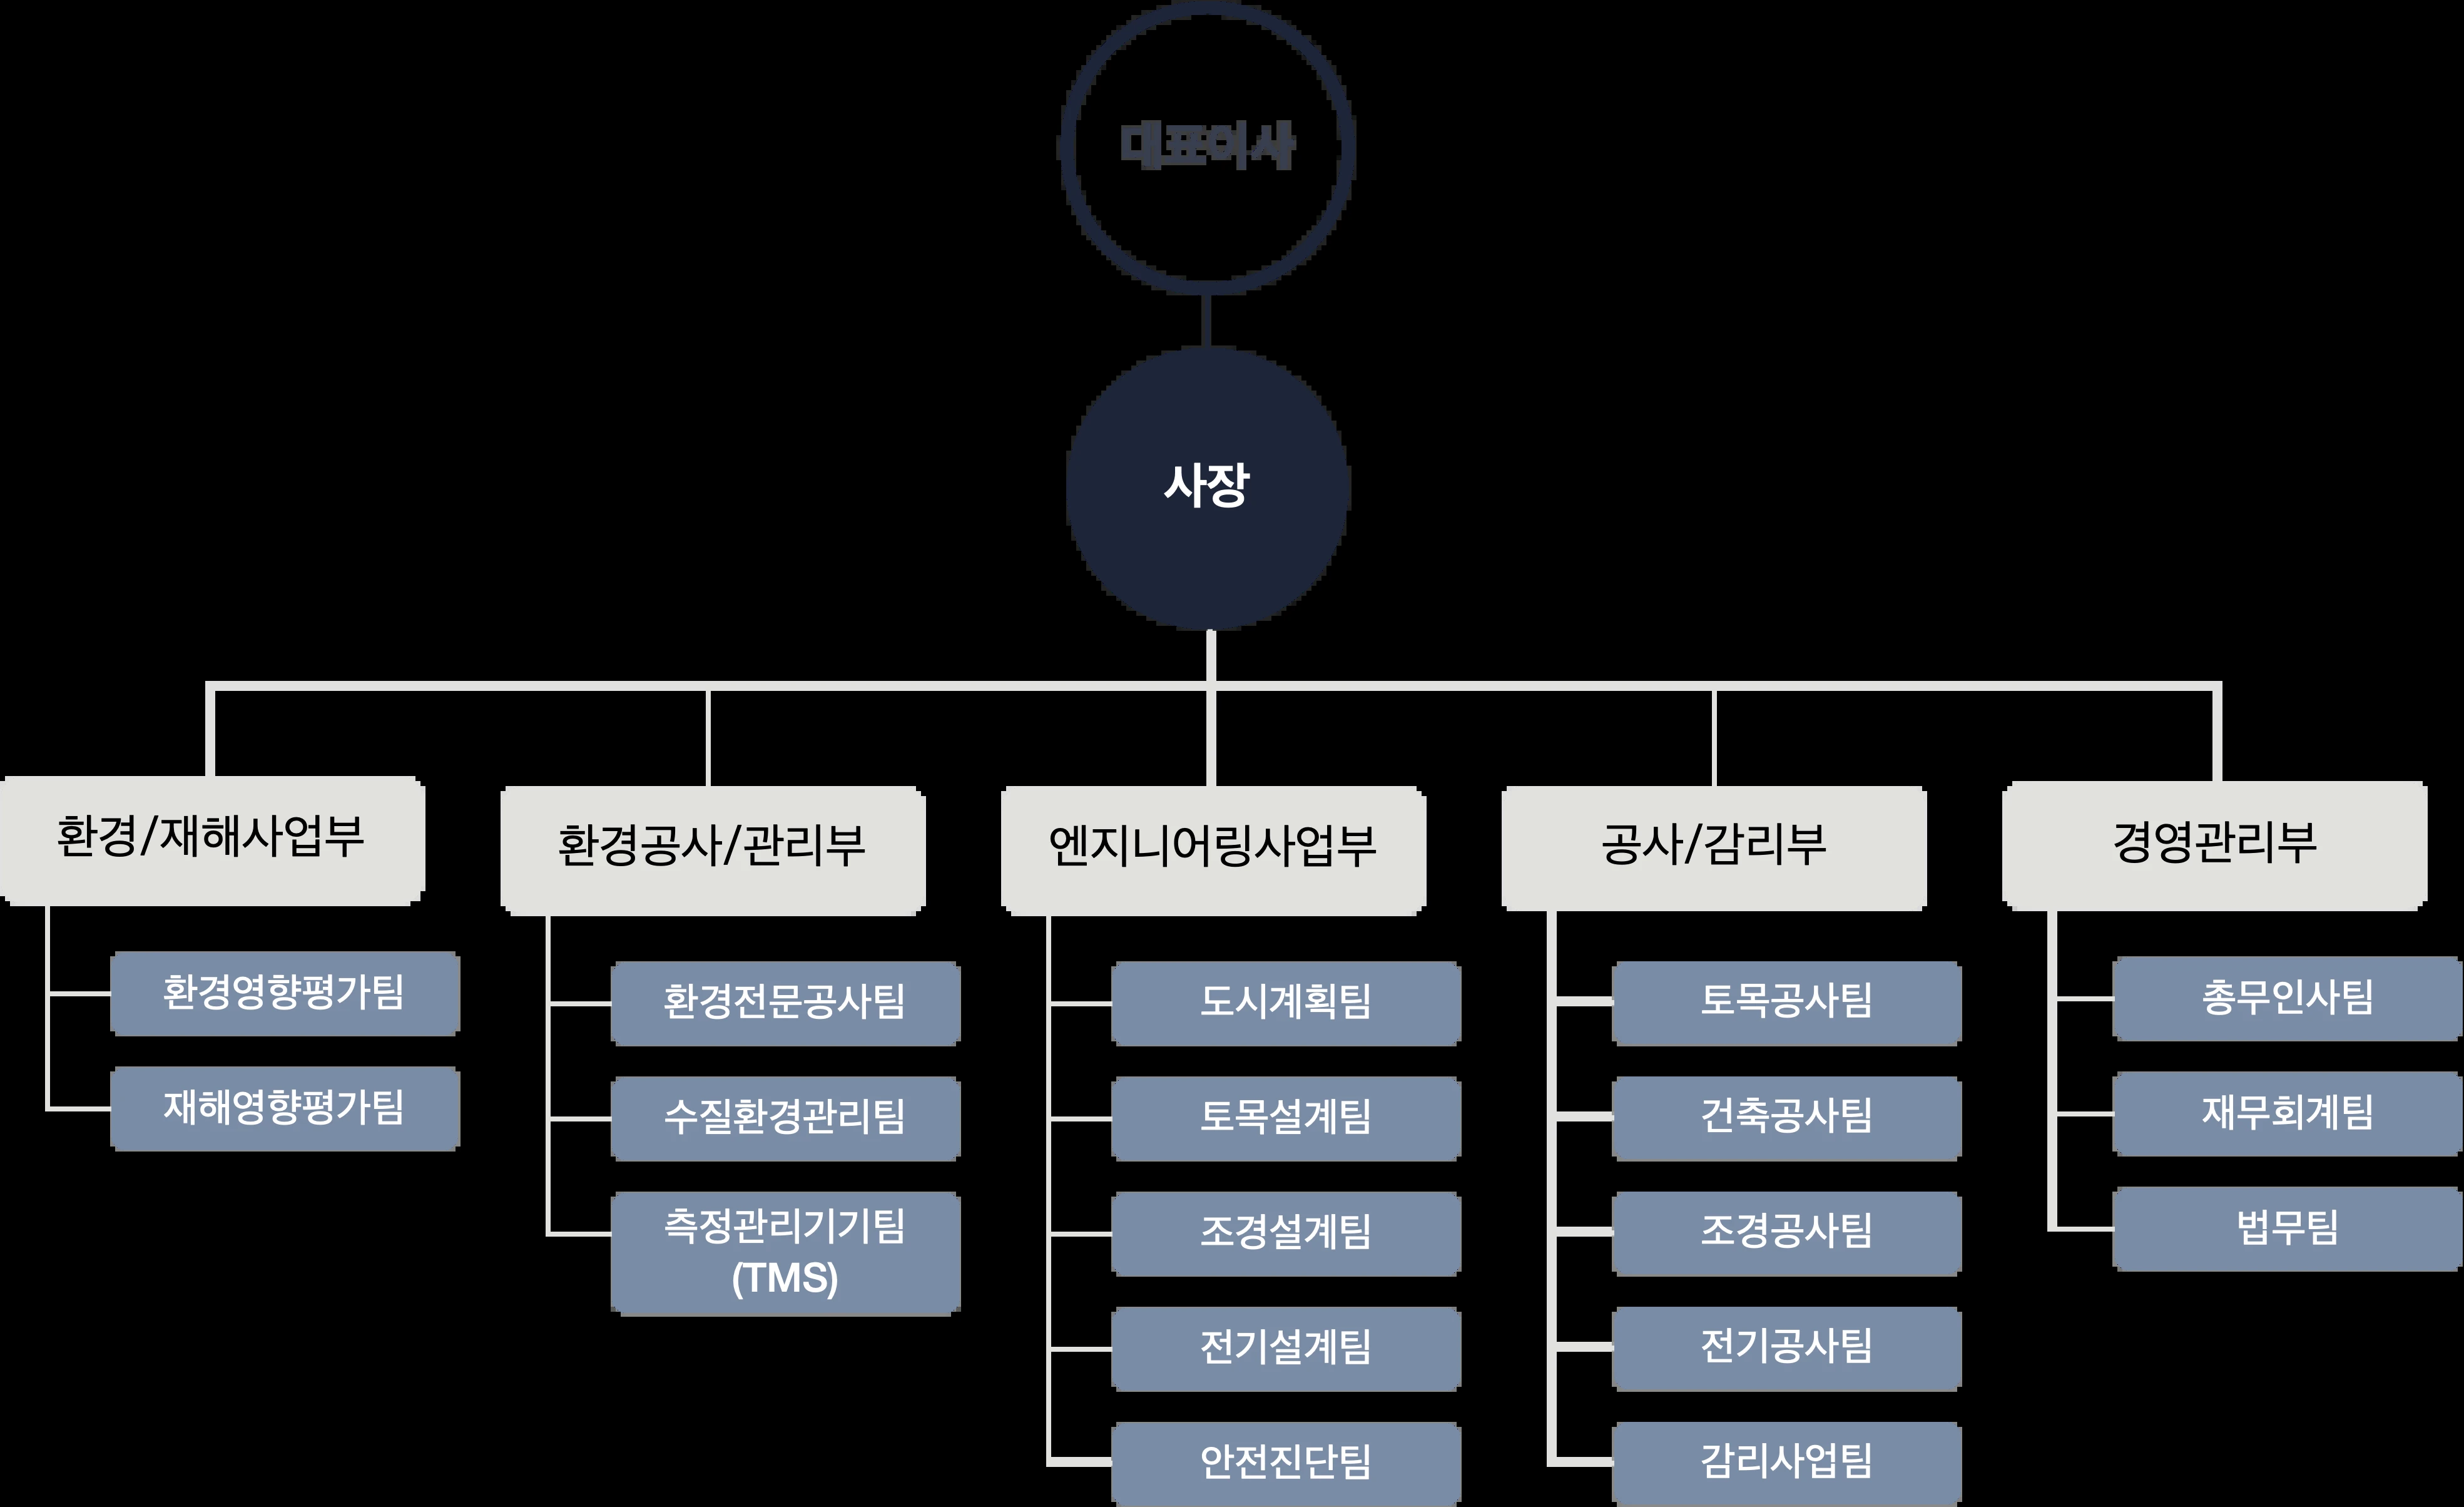 대표이사
사장
환경/재해사업부
환경영향평가팀
재해영향평가팀
환경공사/관리부
환경전문공사팀
수질환경관리팀
측정관리기기팀
(TMS)
엔지니어링사업부
도시계획팀
토목설계팀
조경설계팀
전기설계팀
안전진단팀
공사/감리부
토목공사팀
건축공사팀
조경공사팀
전기공사팀
감리사업팀
경영관리부
총무인사팀
재무회계팀
법무팀